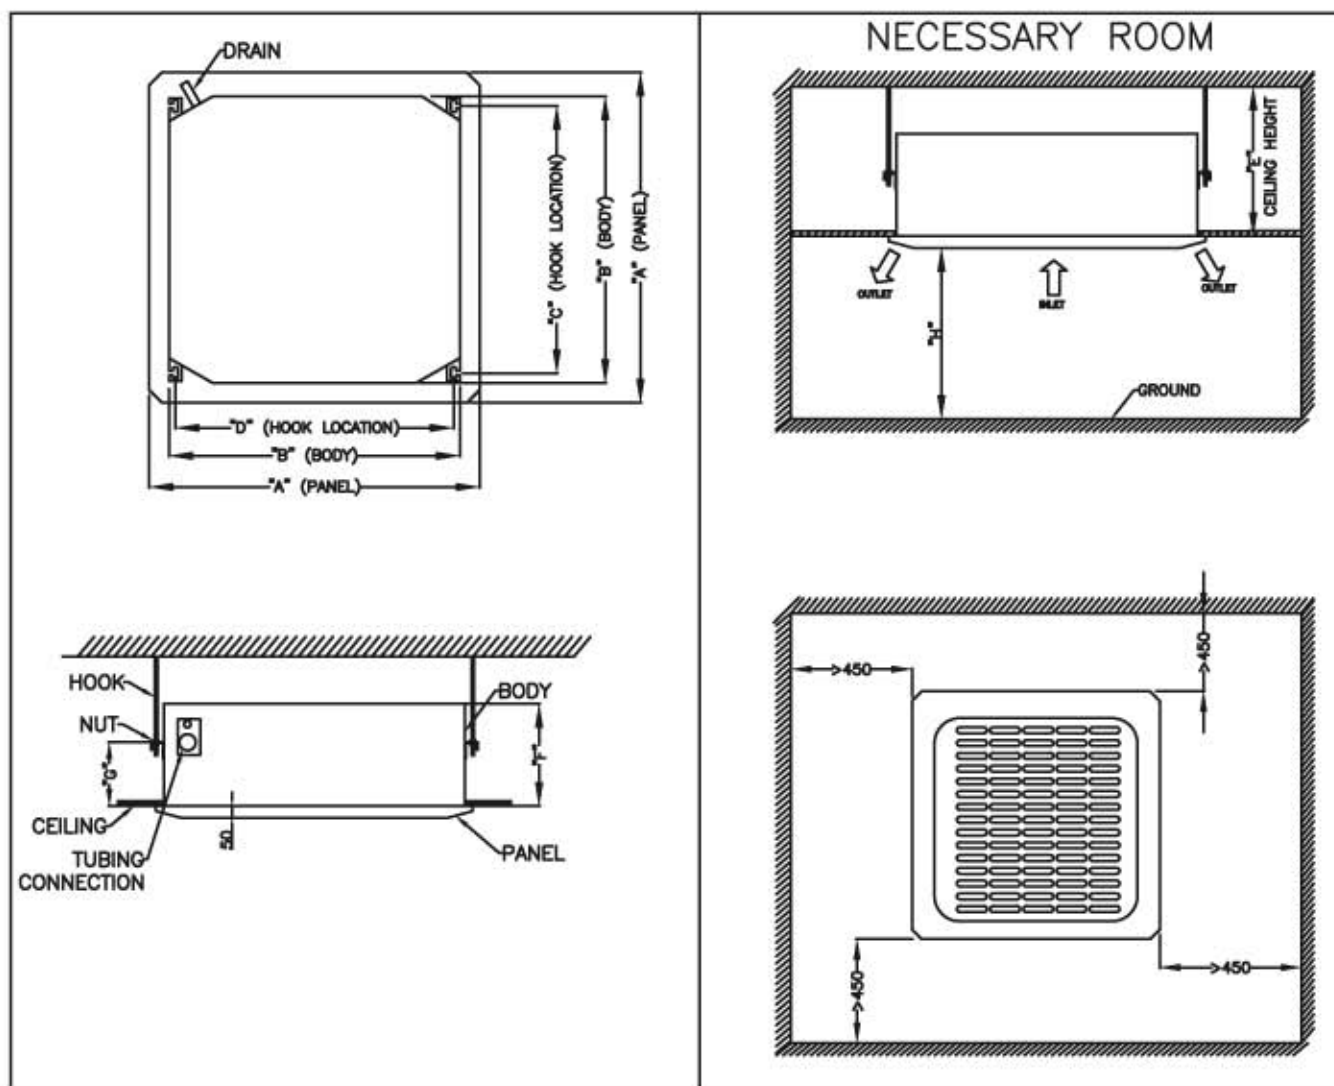 DRAIN
"C" (HOOK LOCATION)
"B" (BODY)
"A" (PANEL)
"D" (HOOK LOCATION)
"B" (BODY)
"A" (PANEL)
HOOK
NUT
"G"
CEILING
TUBING
CONNECTION
50
BODY
"F"
PANEL
NECESSARY ROOM
"E"
CEILING HEIGHT
OUTLET
INLET
OUTLET
"H"
GROUND
>450
>450
>450
>450